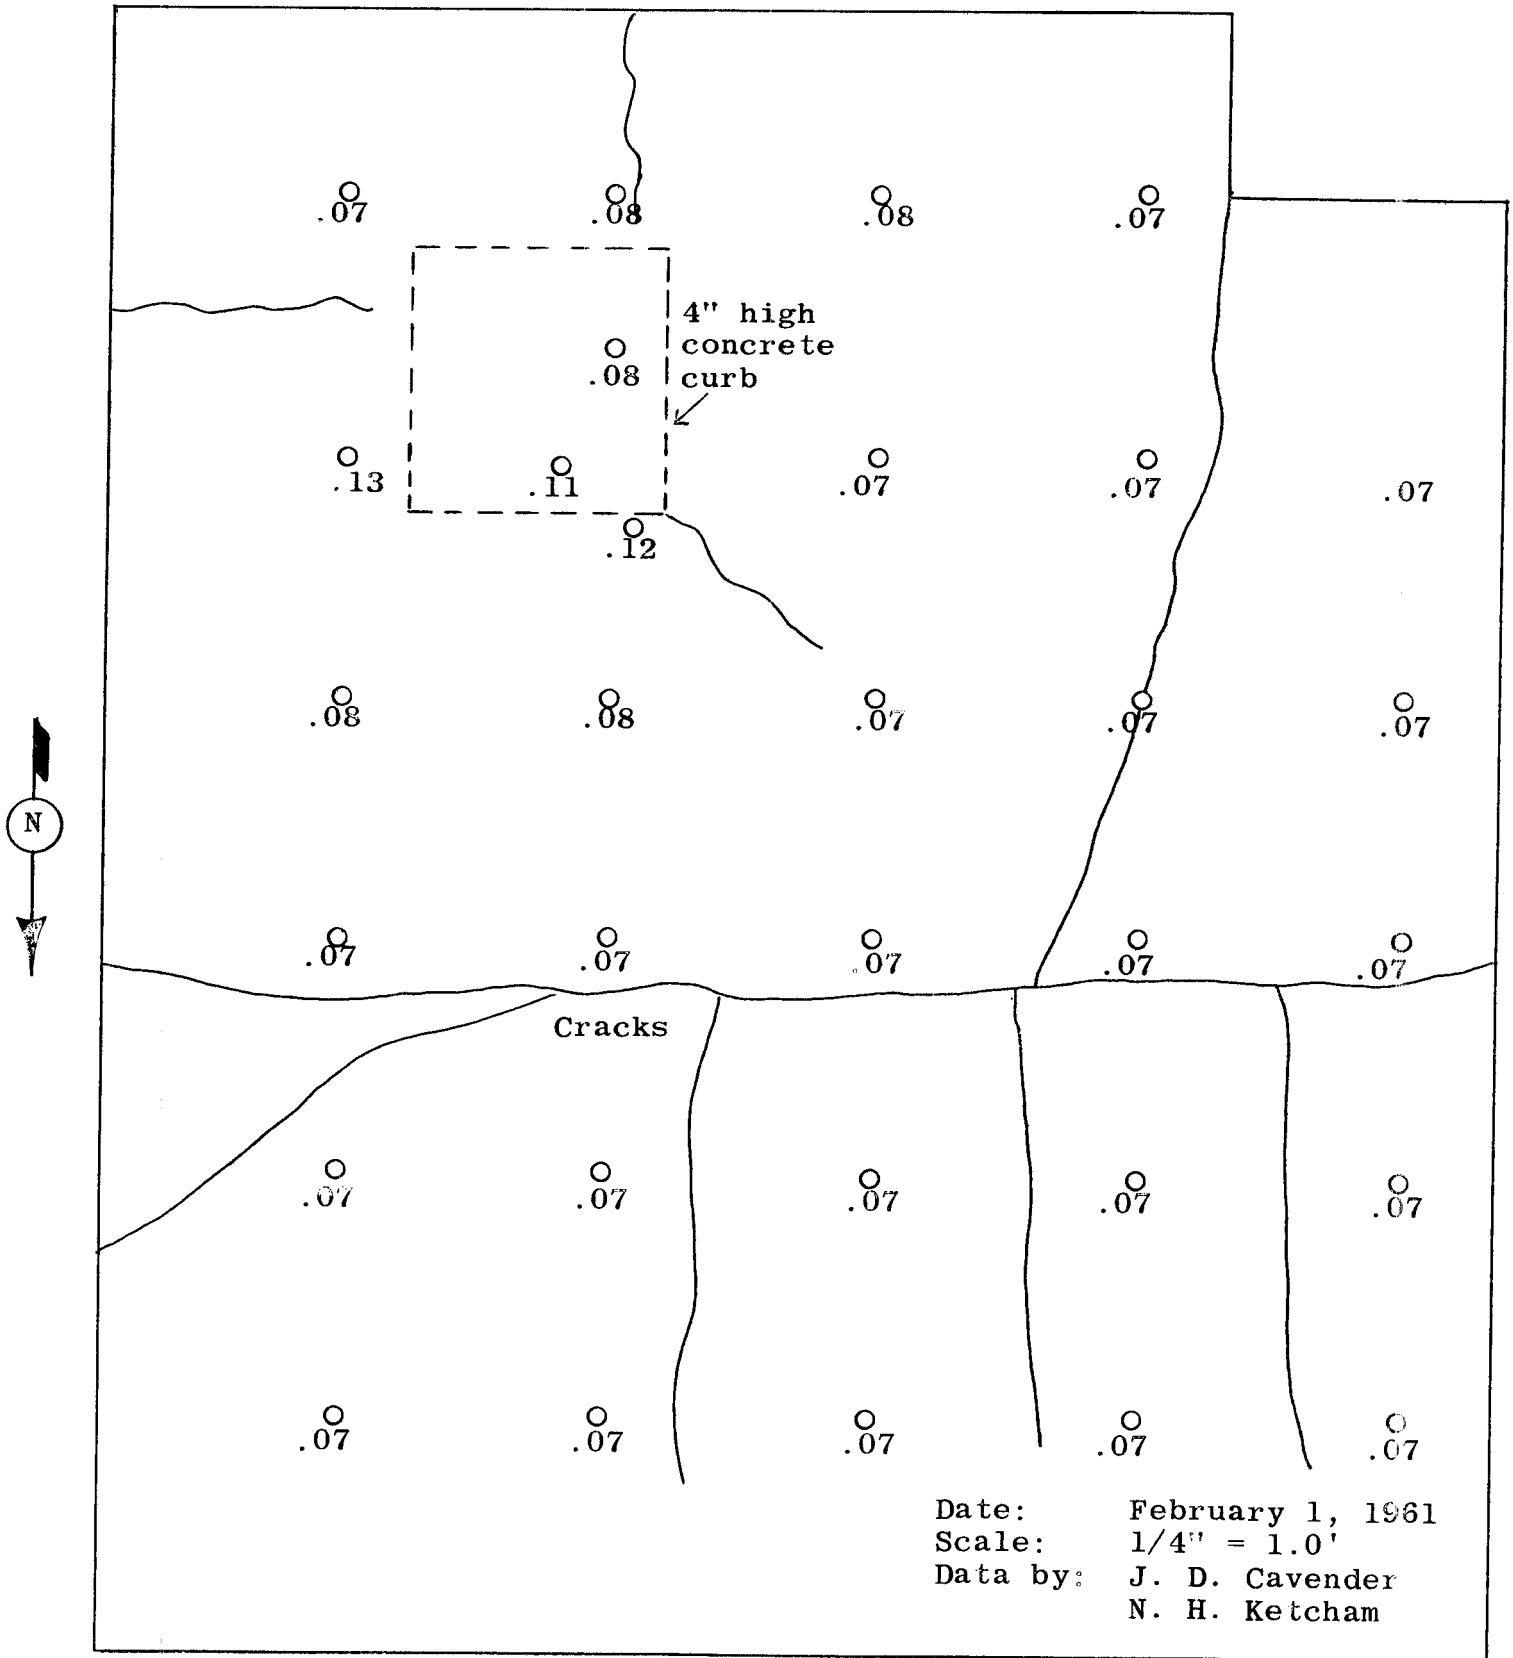 .07 .08 .08 .07
4" high
concrete
curb
.08
.13 .11 .07 .07 .07
.12
.08 .08 .07 .07 .07
N
.07 .07 .07 .07 .07
Cracks
.07 .07 .07 .07 .07
.07 .07 .07 .07 .07
Date: February 1, 1961
Scale: 1/4" = 1.0'
Data by: J. D. Cavender
N. H. Ketcham